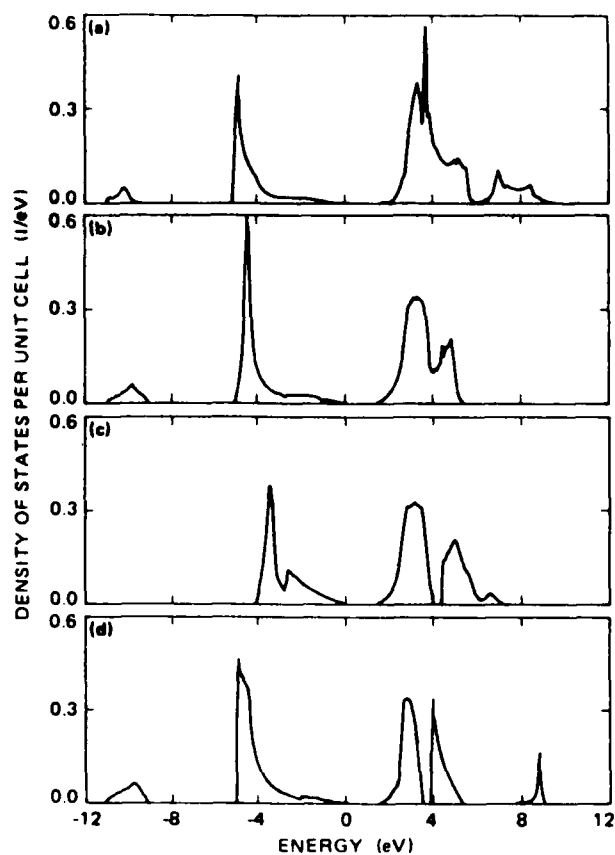 DENSITY OF STATES PER UNIT CELL (1/eV)
0.6
(a)
0.3
0.0
0.6
(b)
0.3
0.0
0.6
(c)
0.3
0.0
0.6
(d)
0.3
0.0
-12 -8 -4 0 4 8 12
ENERGY (eV)